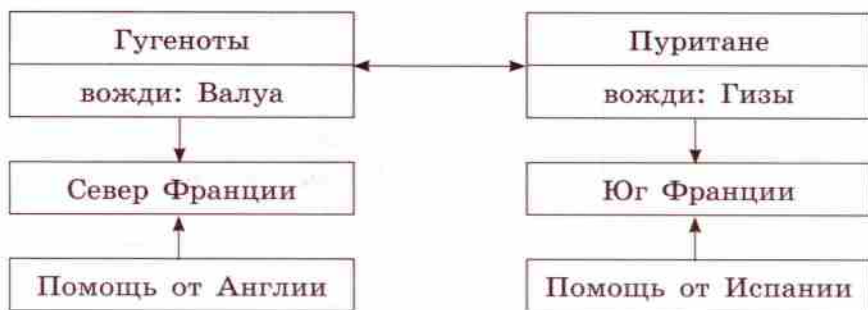 Гугеноты
вожди: Валуа
Север Франции
Помощь от Англии
Пуритане
вожди: Гизы
Юг Франции
Помощь от Испании